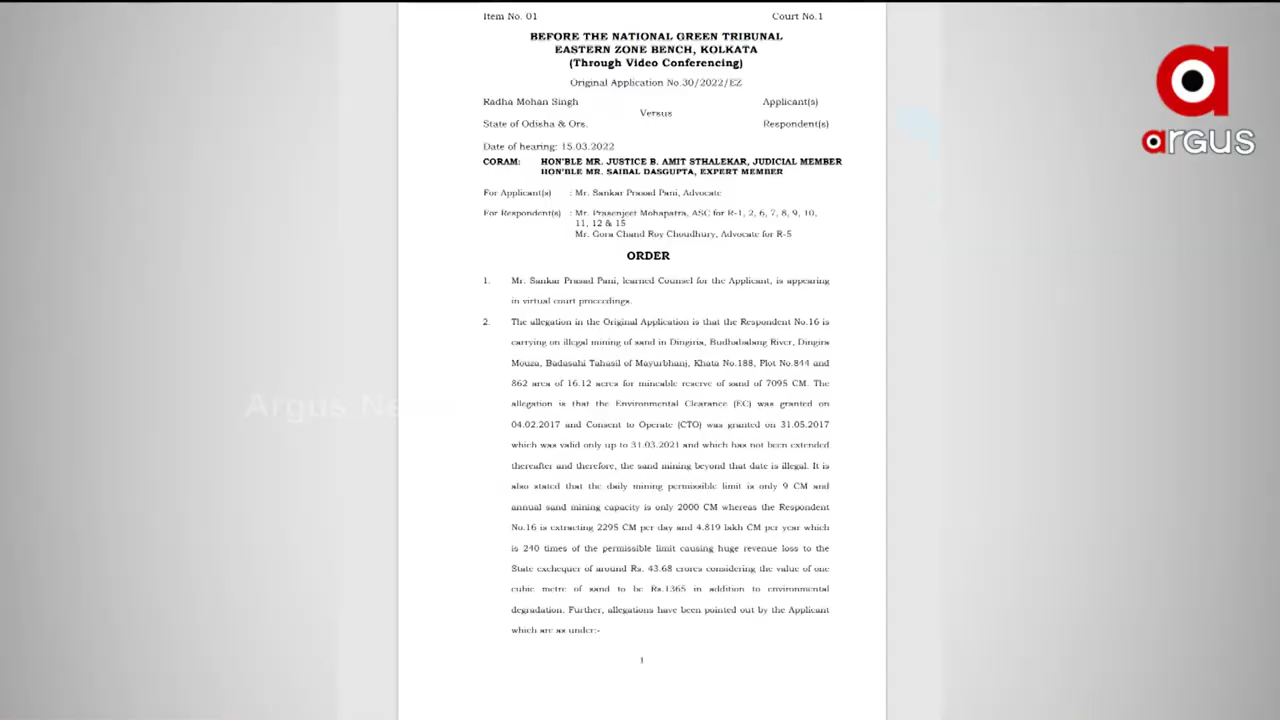 Item No. 01 Court No.1
BEFORE THE NATIONAL GREEN TRIBUNAL
EASTERN ZONE BENCH, KOLKATA
(Through Video Conferencing)
Original Application No.30/2022/EZ
Radha Mohan Singh Applicant(s)
Versus
State of Odisha & Ors. Respondent(s)
Date of hearing: 15.03.2022
CORAM: HON'BLE MR. JUSTICE B. AMIT STHALEKAR, JUDICIAL MEMBER
HON'BLE MR. SAIBAL DASGUPTA, EXPERT MEMBER
For Applicant(s) : Mr. Sankar Prasad Pani, Advocate
For Respondent(s) : Mr. Prasenjeet Mohapatra, ASC for R-1, 2, 6, 7, 8, 9, 10,
11, 12 & 15
Mr. Gora Chand Roy Choudhury, Advocate for R-5
ORDER
1. Mr. Sankar Prasad Pani, learned Counsel for the Applicant, is appearing
in virtual court proceedings.
2. The allegation in the Original Application is that the Respondent No.16 is
carrying on illegal mining of sand in Dingiria, Budhabalang River, Dingira
Mouza, Badasahi Tahasil of Mayurbhanj, Khata No.188, Plot No.844 and
862 area of 16.12 acres for mineable reserve of sand of 7095 CM. The
allegation is that the Environmental Clearance (EC) was granted on
04.02.2017 and Consent to Operate (CTO) was granted on 31.05.2017
which was valid only up to 31.03.2021 and which has not been extended
thereafter and therefore, the sand mining beyond that date is illegal. It is
also stated that the daily mining permissible limit is only 9 CM and
annual sand mining capacity is only 2000 CM whereas the Respondent
No.16 is extracting 2295 CM per day and 4.819 lakh CM per year which
is 240 times of the permissible limit causing huge revenue loss to the
State exchequer of around Rs. 43.68 crores considering the value of one
cubic metre of sand to be Rs.1365 in addition to environmental
degradation. Further, allegations have been pointed out by the Applicant
which are as under:-
1
argus
Argus